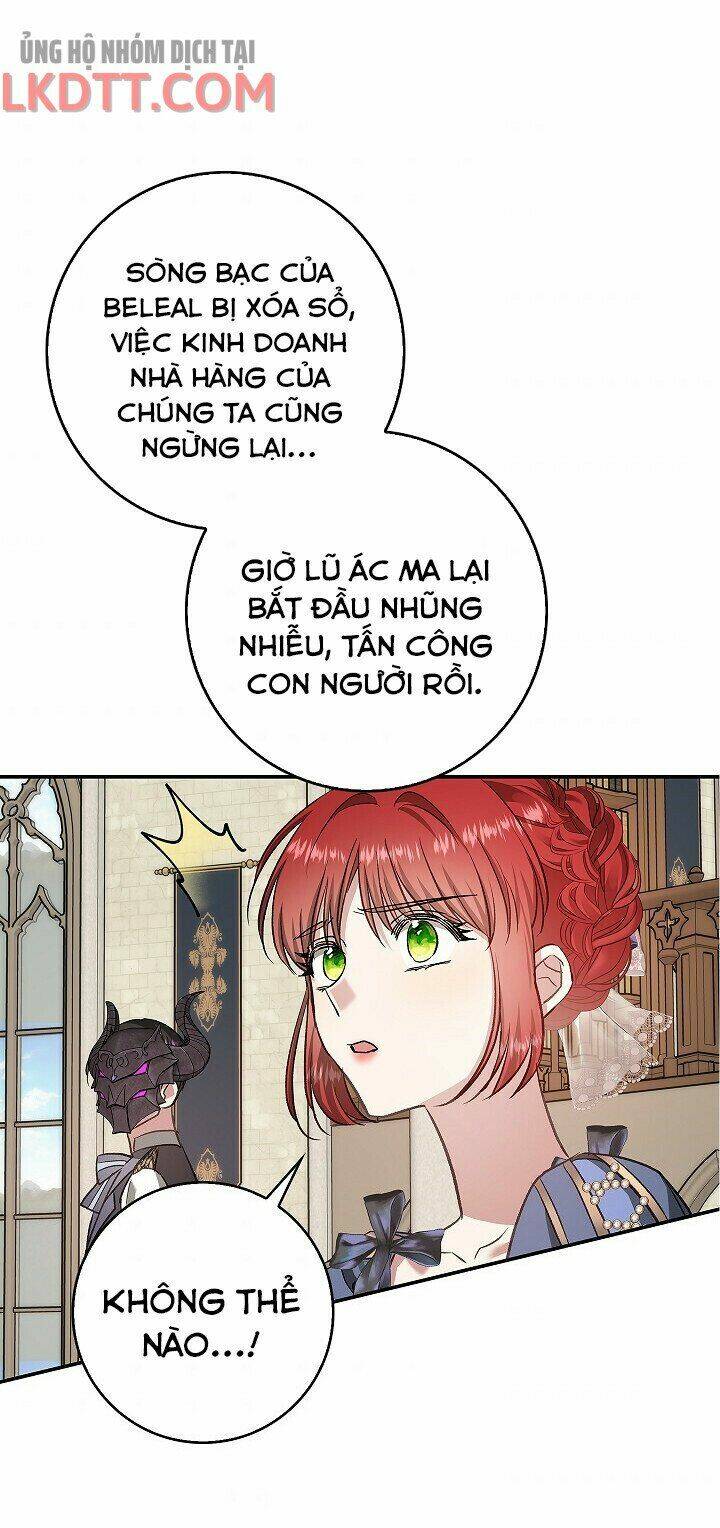 ỦNG HỘ NHÓM DỊCH TẠI
LKDTT.COM
SÒNG BẠC CỦA
BELEAL BỊ XÓA SỔ,
VIỆC KINH DOANH
NHÀ HÀNG CỦA
CHÚNG TA CŨNG
NGỪNG LẠI...
GIỜ LŨ ÁC MA LẠI
BẮT ĐẦU NHŨNG
NHIỄU, TẤN CÔNG
CON NGƯỜI RỒI.
KHÔNG THỂ
NÀO...!